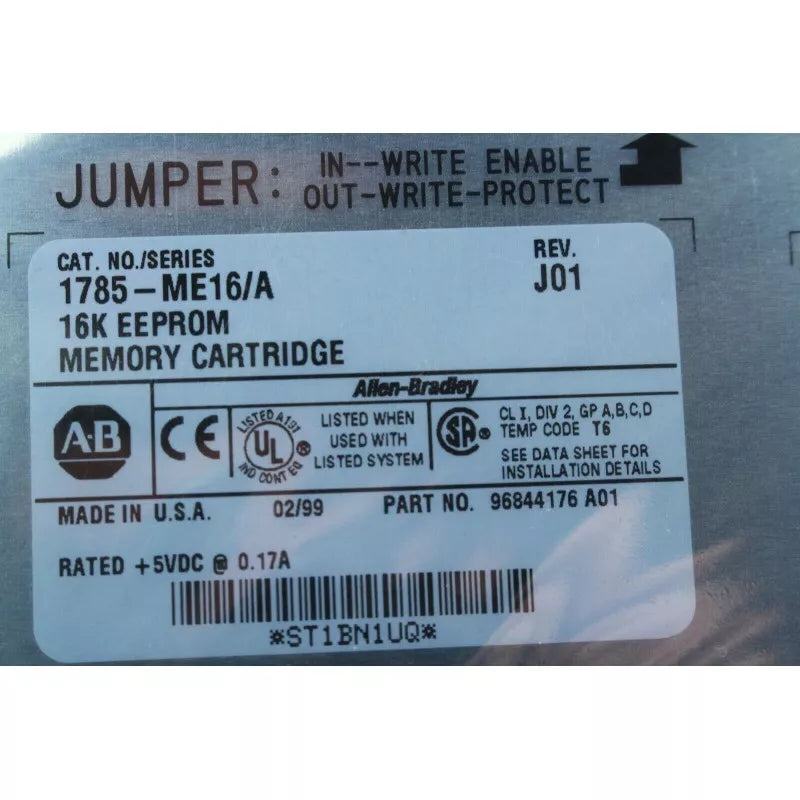 JUMPER: IN--WRITE ENABLE
OUT-WRITE-PROTECT
CAT. NO./SERIES
1785-ME16/A
16K EEPROM
MEMORY CARTRIDGE
REV.
J01
Allen-Bradley
A-B
CE
LISTED A191
UL ®
IND CONT EQ
LISTED WHEN
USED WITH
LISTED SYSTEM
SA ®
CL I, DIV 2, GP A,B,C,D
TEMP CODE T6
SEE DATA SHEET FOR
INSTALLATION DETAILS
MADE IN U.S.A. 02/99 PART NO. 96844176 A01
RATED +5VDC @ 0.17A
*ST1BN1UQ*